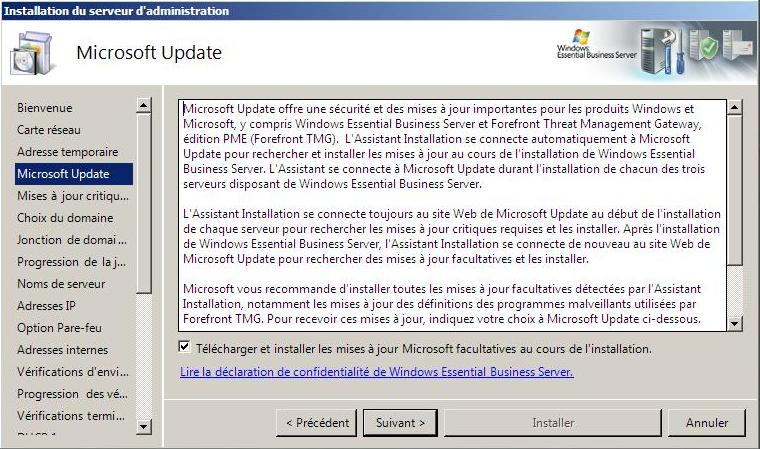 Installation du serveur d'administration
Microsoft Update
Windows
Essential Business Server
Bienvenue
Carte réseau
Adresse temporaire
Microsoft Update
Mises à jour critiqu...
Choix du domaine
Jonction de domai...
Progression de la j...
Noms de serveur
Adresses IP
Option Pare-feu
Adresses internes
Vérifications d'envi...
Progression des vé...
Vérifications termi...
Microsoft Update offre une sécurité et des mises à jour importantes pour les produits Windows et
Microsoft, y compris Windows Essential Business Server et Forefront Threat Management Gateway,
édition PME (Forefront TMG). L'Assistant Installation se connecte automatiquement à Microsoft
Update pour rechercher et installer les mises à jour au cours de l'installation de Windows Essential
Business Server. L'Assistant se connecte à Microsoft Update durant l'installation de chacun des trois
serveurs disposant de Windows Essential Business Server.
L'Assistant Installation se connecte toujours au site Web de Microsoft Update au début de l'installation
de chaque serveur pour rechercher les mises à jour critiques requises et les installer. Après l'installation
de Windows Essential Business Server, l'Assistant Installation se connecte de nouveau au site Web de
Microsoft Update pour rechercher des mises à jour facultatives et les installer.
Microsoft vous recommande d'installer toutes les mises à jour facultatives détectées par l'Assistant
Installation, notamment les mises à jour des définitions des programmes malveillants utilisées par
Forefront TMG. Pour recevoir ces mises à jour, indiquez votre choix à Microsoft Update ci-dessous.
Télécharger et installer les mises à jour Microsoft facultatives au cours de l'installation.
Lire la déclaration de confidentialité de Windows Essential Business Server.
< Précédent
Suivant >
Installer
Annuler